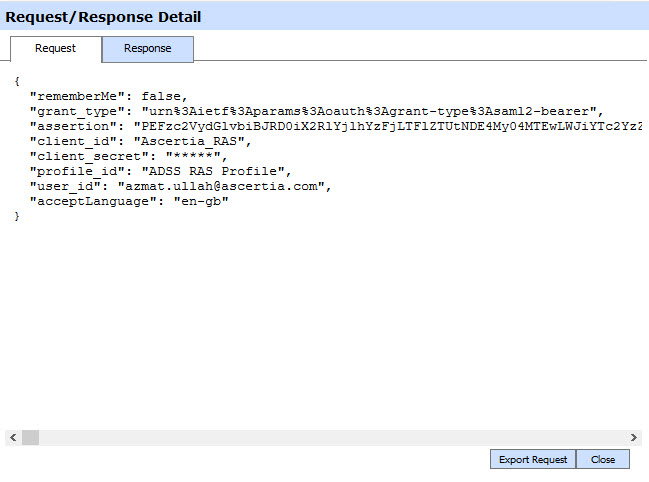 Request/Response Detail
Request
Response
{
"rememberMe": false,
"grant_type": "urn%3Aietf%3Aparams%3Aoauth%3Agrant-type%3Asaml2-bearer",
"assertion": "PEFzc2VydGlvbiBJRD0iX2RlYjlhYzFjLTFlZTUtNDE4My04MTEwLWJiYTc2YzZ
"client_id": "Ascertia_RAS",
"client_secret": "*****",
"profile_id": "ADSS RAS Profile",
"user_id": "azmat.ullah@ascertia.com",
"acceptLanguage": "en-gb"
}
Export Request
Close